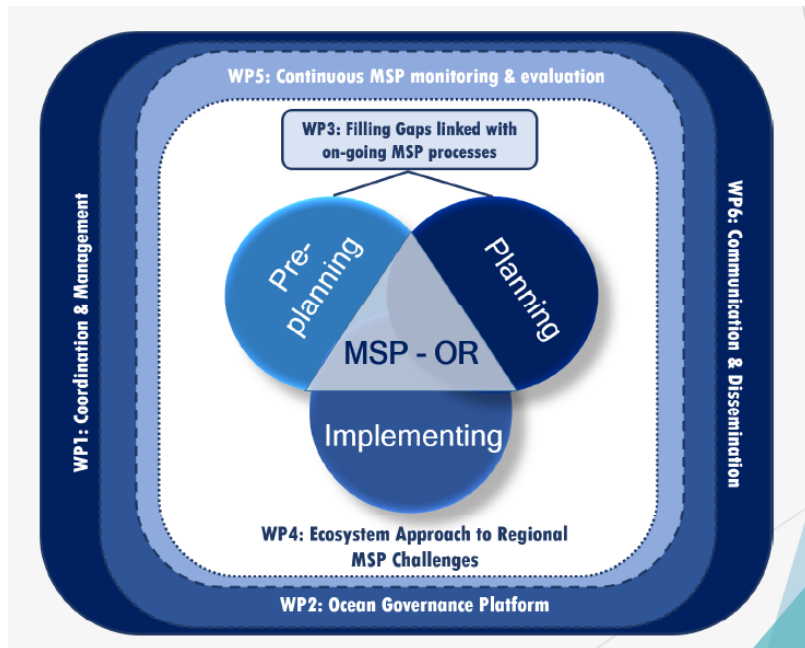 WP5: Continuous MSP monitoring & evaluation
WP3: Filling Gaps linked with
on-going MSP processes
WP1: Coordination & Management
WP6: Communication & Dissemination
Pre-
planning
Planning
MSP - OR
Implementing
WP4: Ecosystem Approach to Regional
MSP Challenges
WP2: Ocean Governance Platform